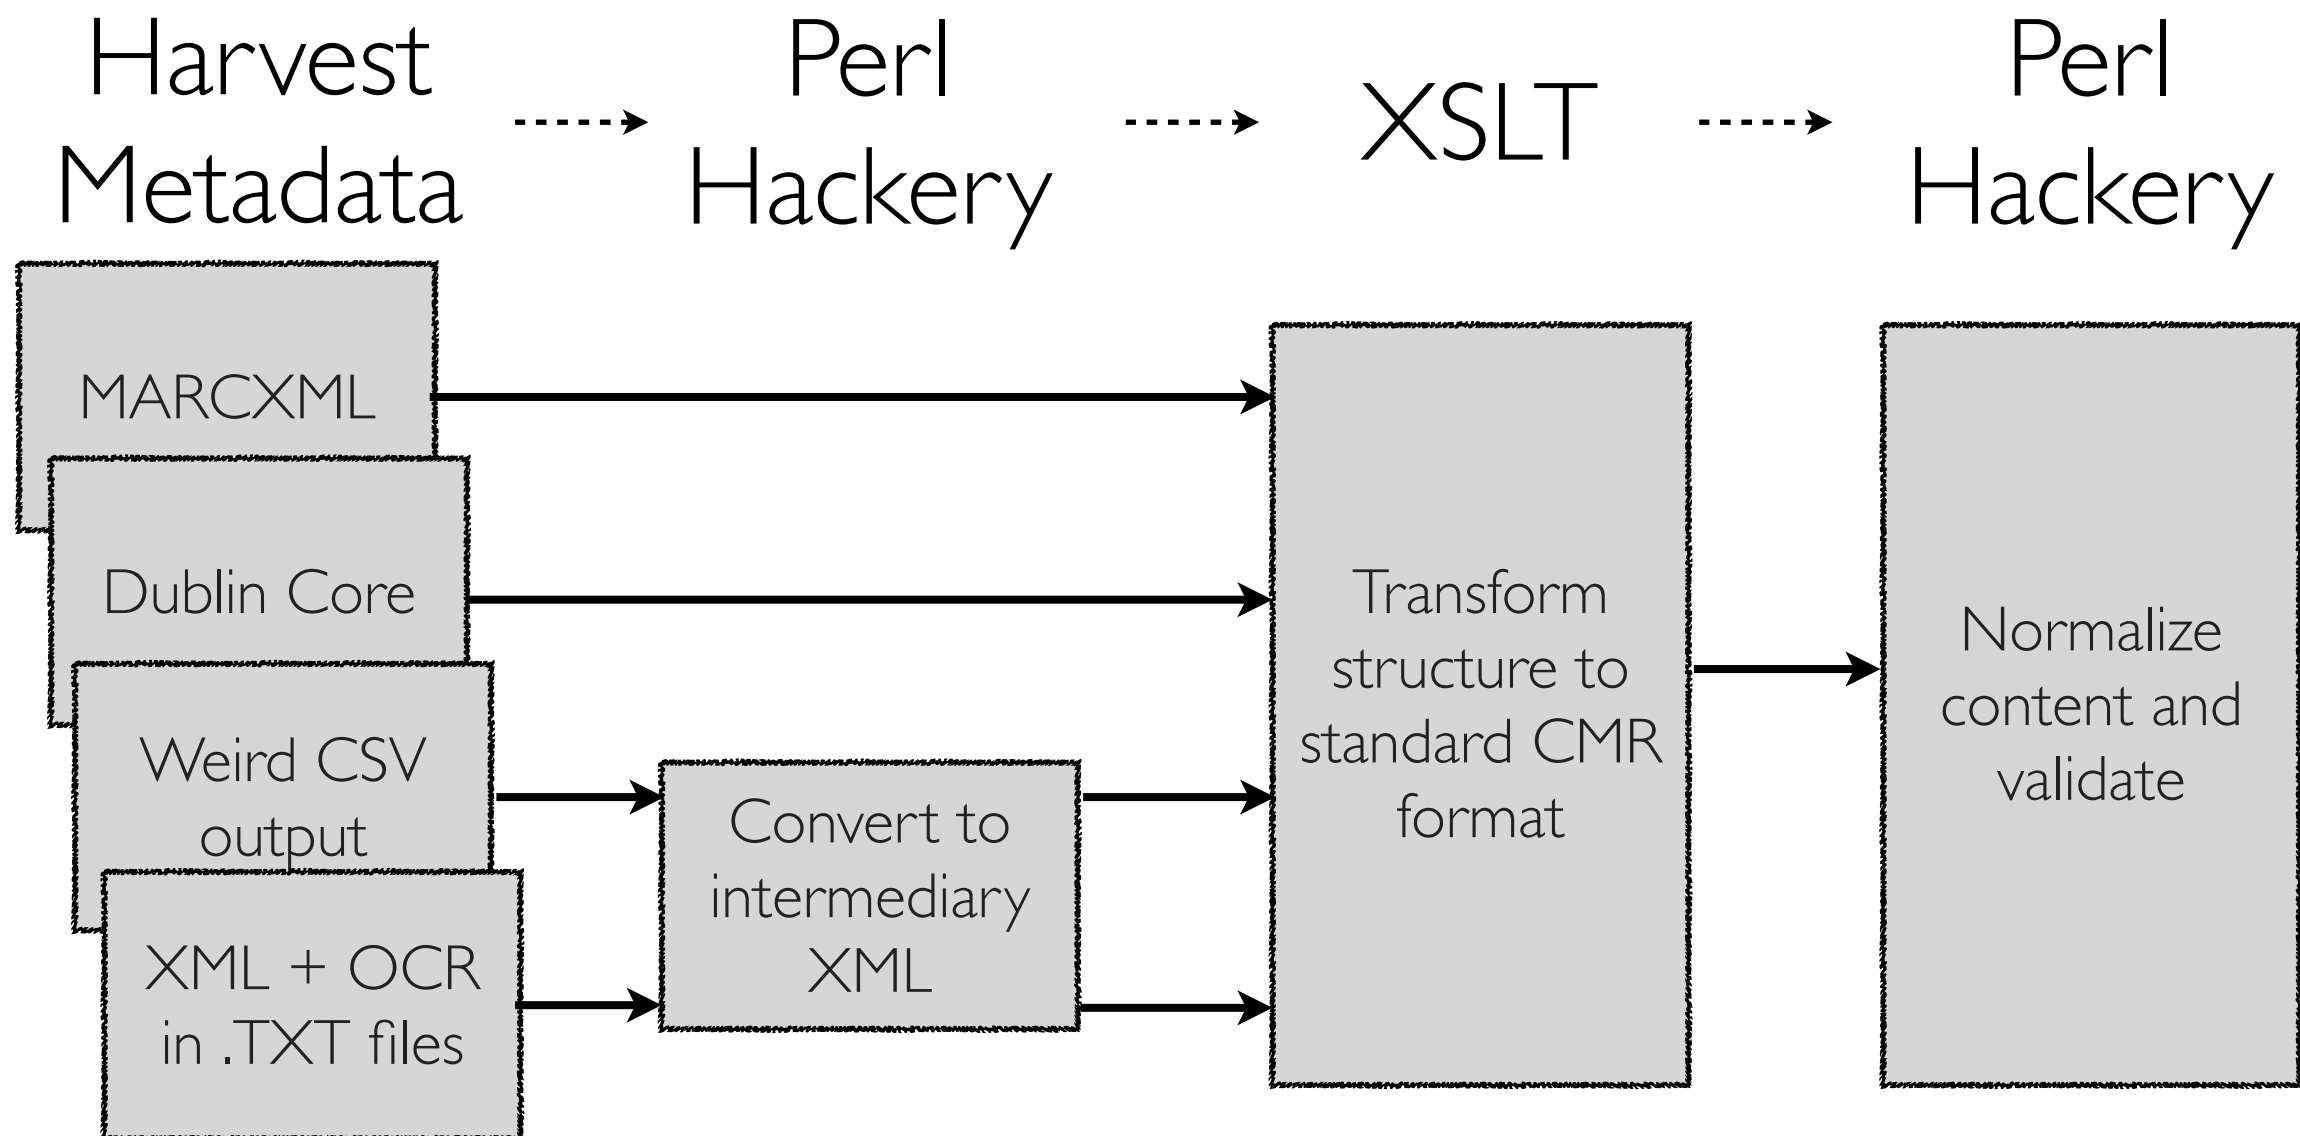 Harvest
Metadata
Perl
Hackery
XSLT
Perl
Hackery
MARCXML
Dublin Core
Weird CSV
output
XML + OCR
in .TXT files
Convert to
intermediary
XML
Transform
structure to
standard CMR
format
Normalize
content and
validate